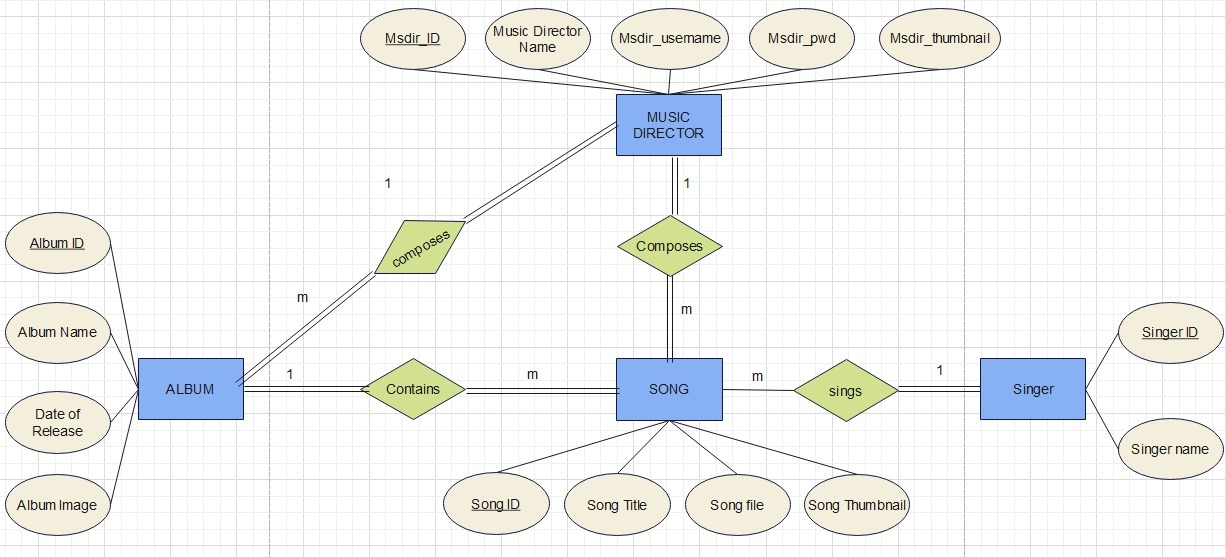 Msdir_ID
Music Director
Name
Msdir_username
Msdir_pwd
Msdir_thumbnail
MUSIC
DIRECTOR
1
1
composes
Composes
Album ID
m
m
Album Name
Singer ID
ALBUM
1
Contains
m
SONG
m
sings
1
Singer
Date of
Release
Singer name
Album Image
Song ID
Song Title
Song file
Song Thumbnail